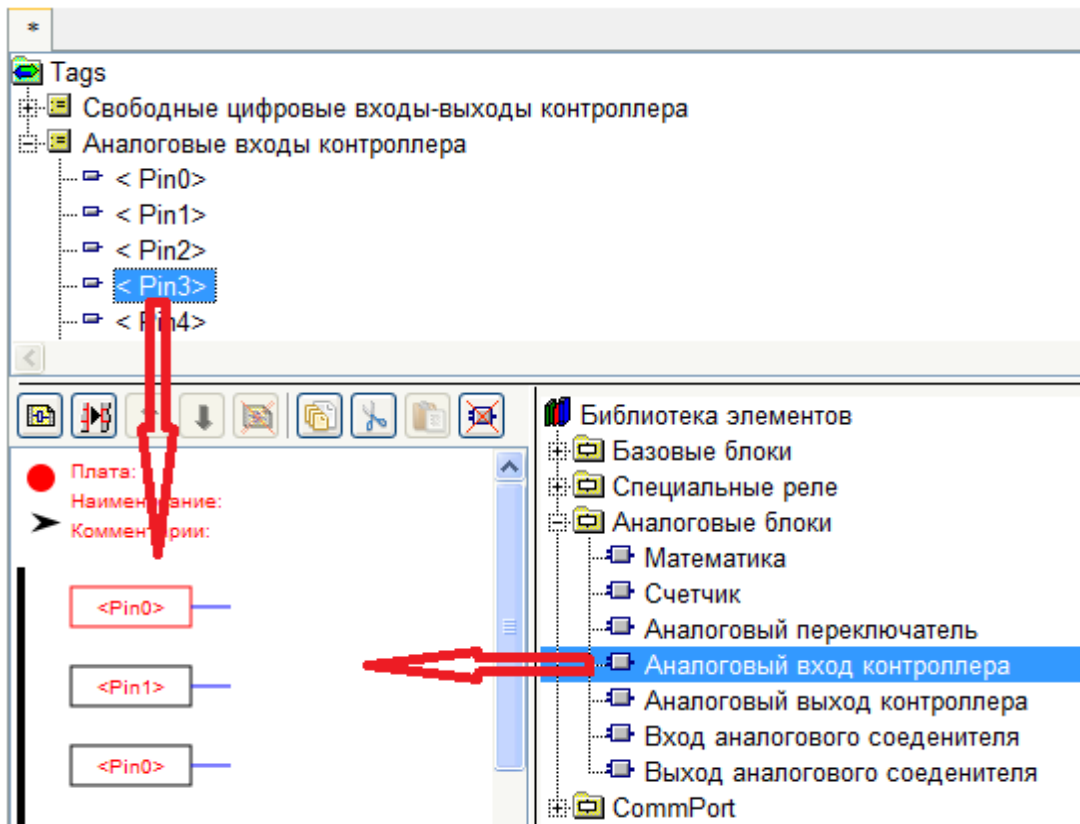 *
Tags
Свободные цифровые входы-выходы контроллера
Аналоговые входы контроллера
< Pin0>
< Pin1>
< Pin2>
< Pin3>
< Pin4>
Плата:
Наименование:
Комментарии:
<Pin0>
<Pin1>
<Pin0>
Библиотека элементов
Базовые блоки
Специальные реле
Аналоговые блоки
Математика
Счетчик
Аналоговый переключатель
Аналоговый вход контроллера
Аналоговый выход контроллера
Вход аналогового соеденителя
Выход аналогового соеденителя
CommPort